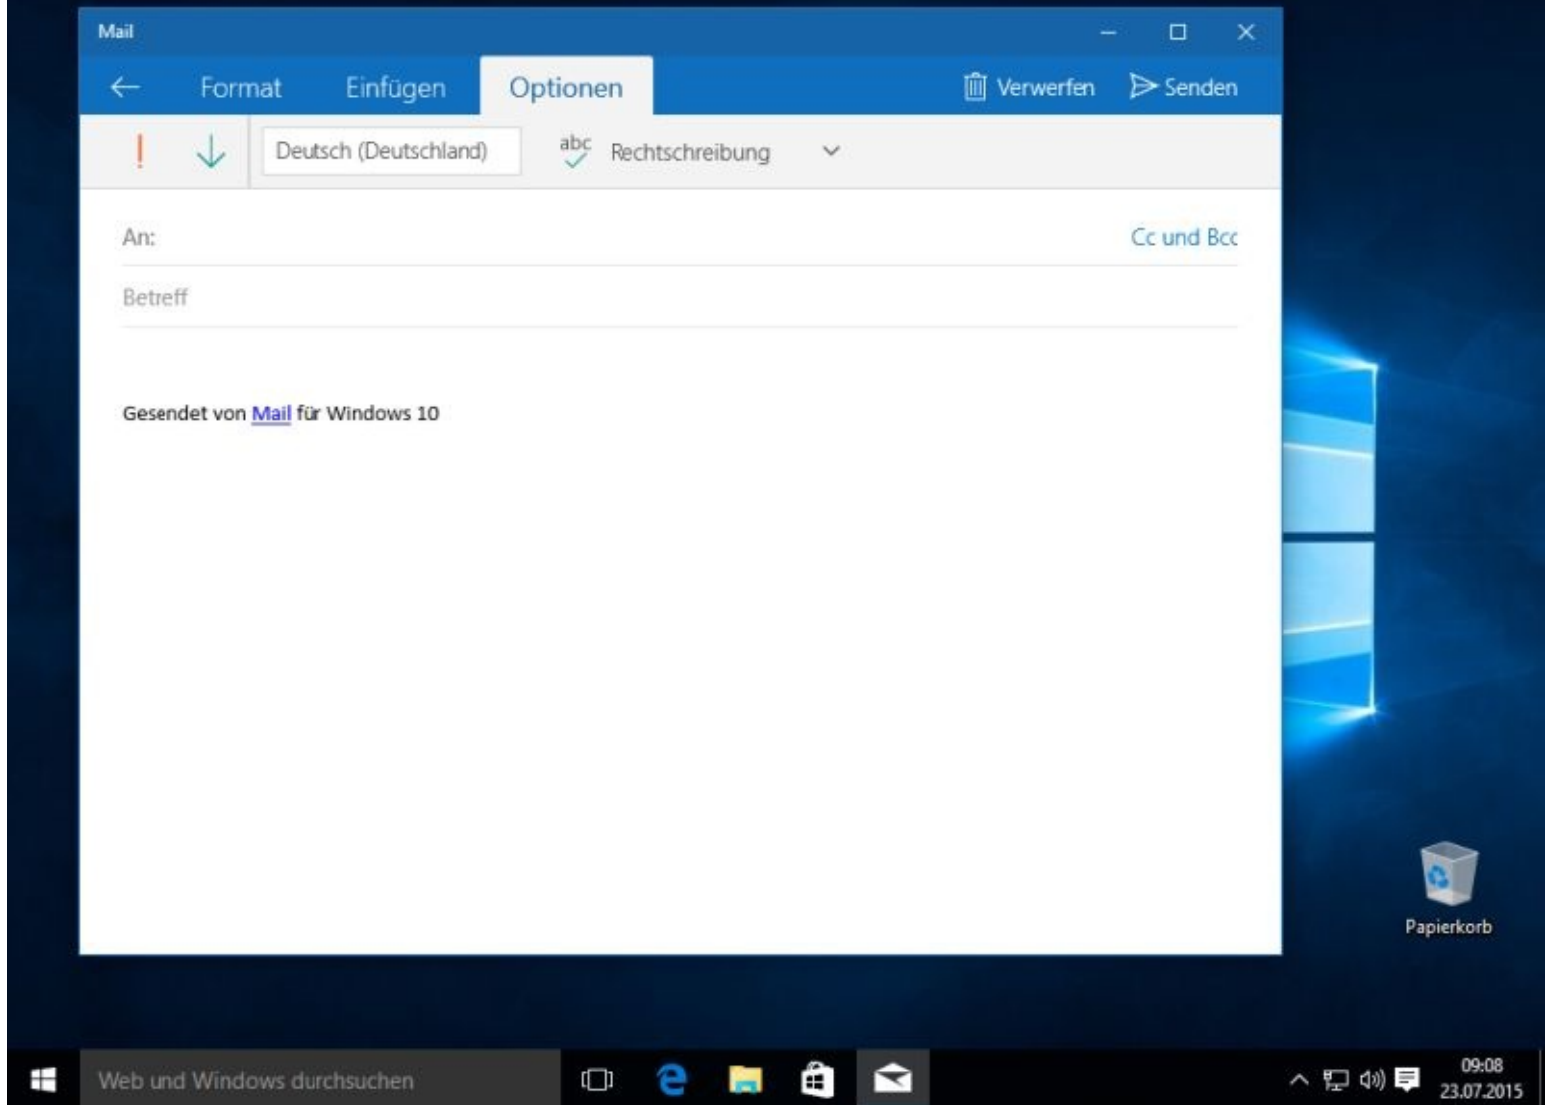 Mail
Format Einfügen Optionen Verwerfen Senden
Deutsch (Deutschland) abc Rechtschreibung
An: Cc und Bcc
Betreff
Gesendet von Mail für Windows 10
Papierkorb
Web und Windows durchsuchen
09:08
23.07.2015